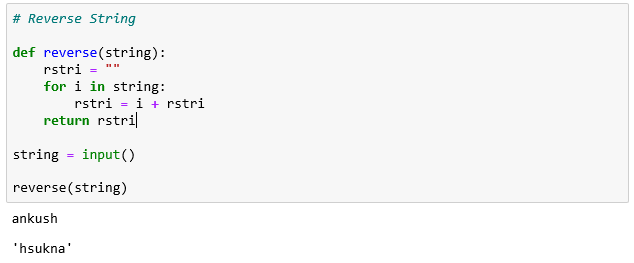 # Reverse String
def reverse(string):
    rstri = ""
    for i in string:
        rstri = i + rstri
    return rstri
string = input()
reverse(string)
ankush
'hsukna'